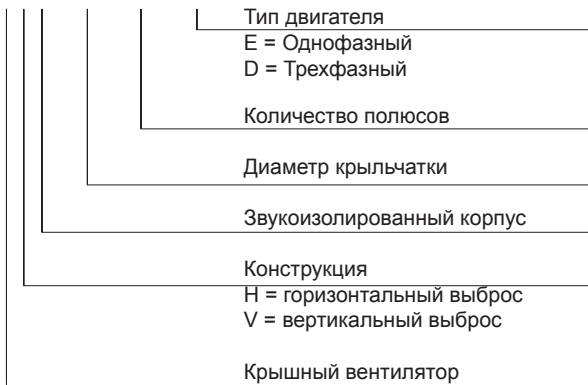 Тип двигателя
E = Однофазный
D = Трехфазный
Количество полюсов
Диаметр крыльчатки
Звукоизолированный корпус
Конструкция
H = горизонтальный выброс
V = вертикальный выброс
Крышный вентилятор